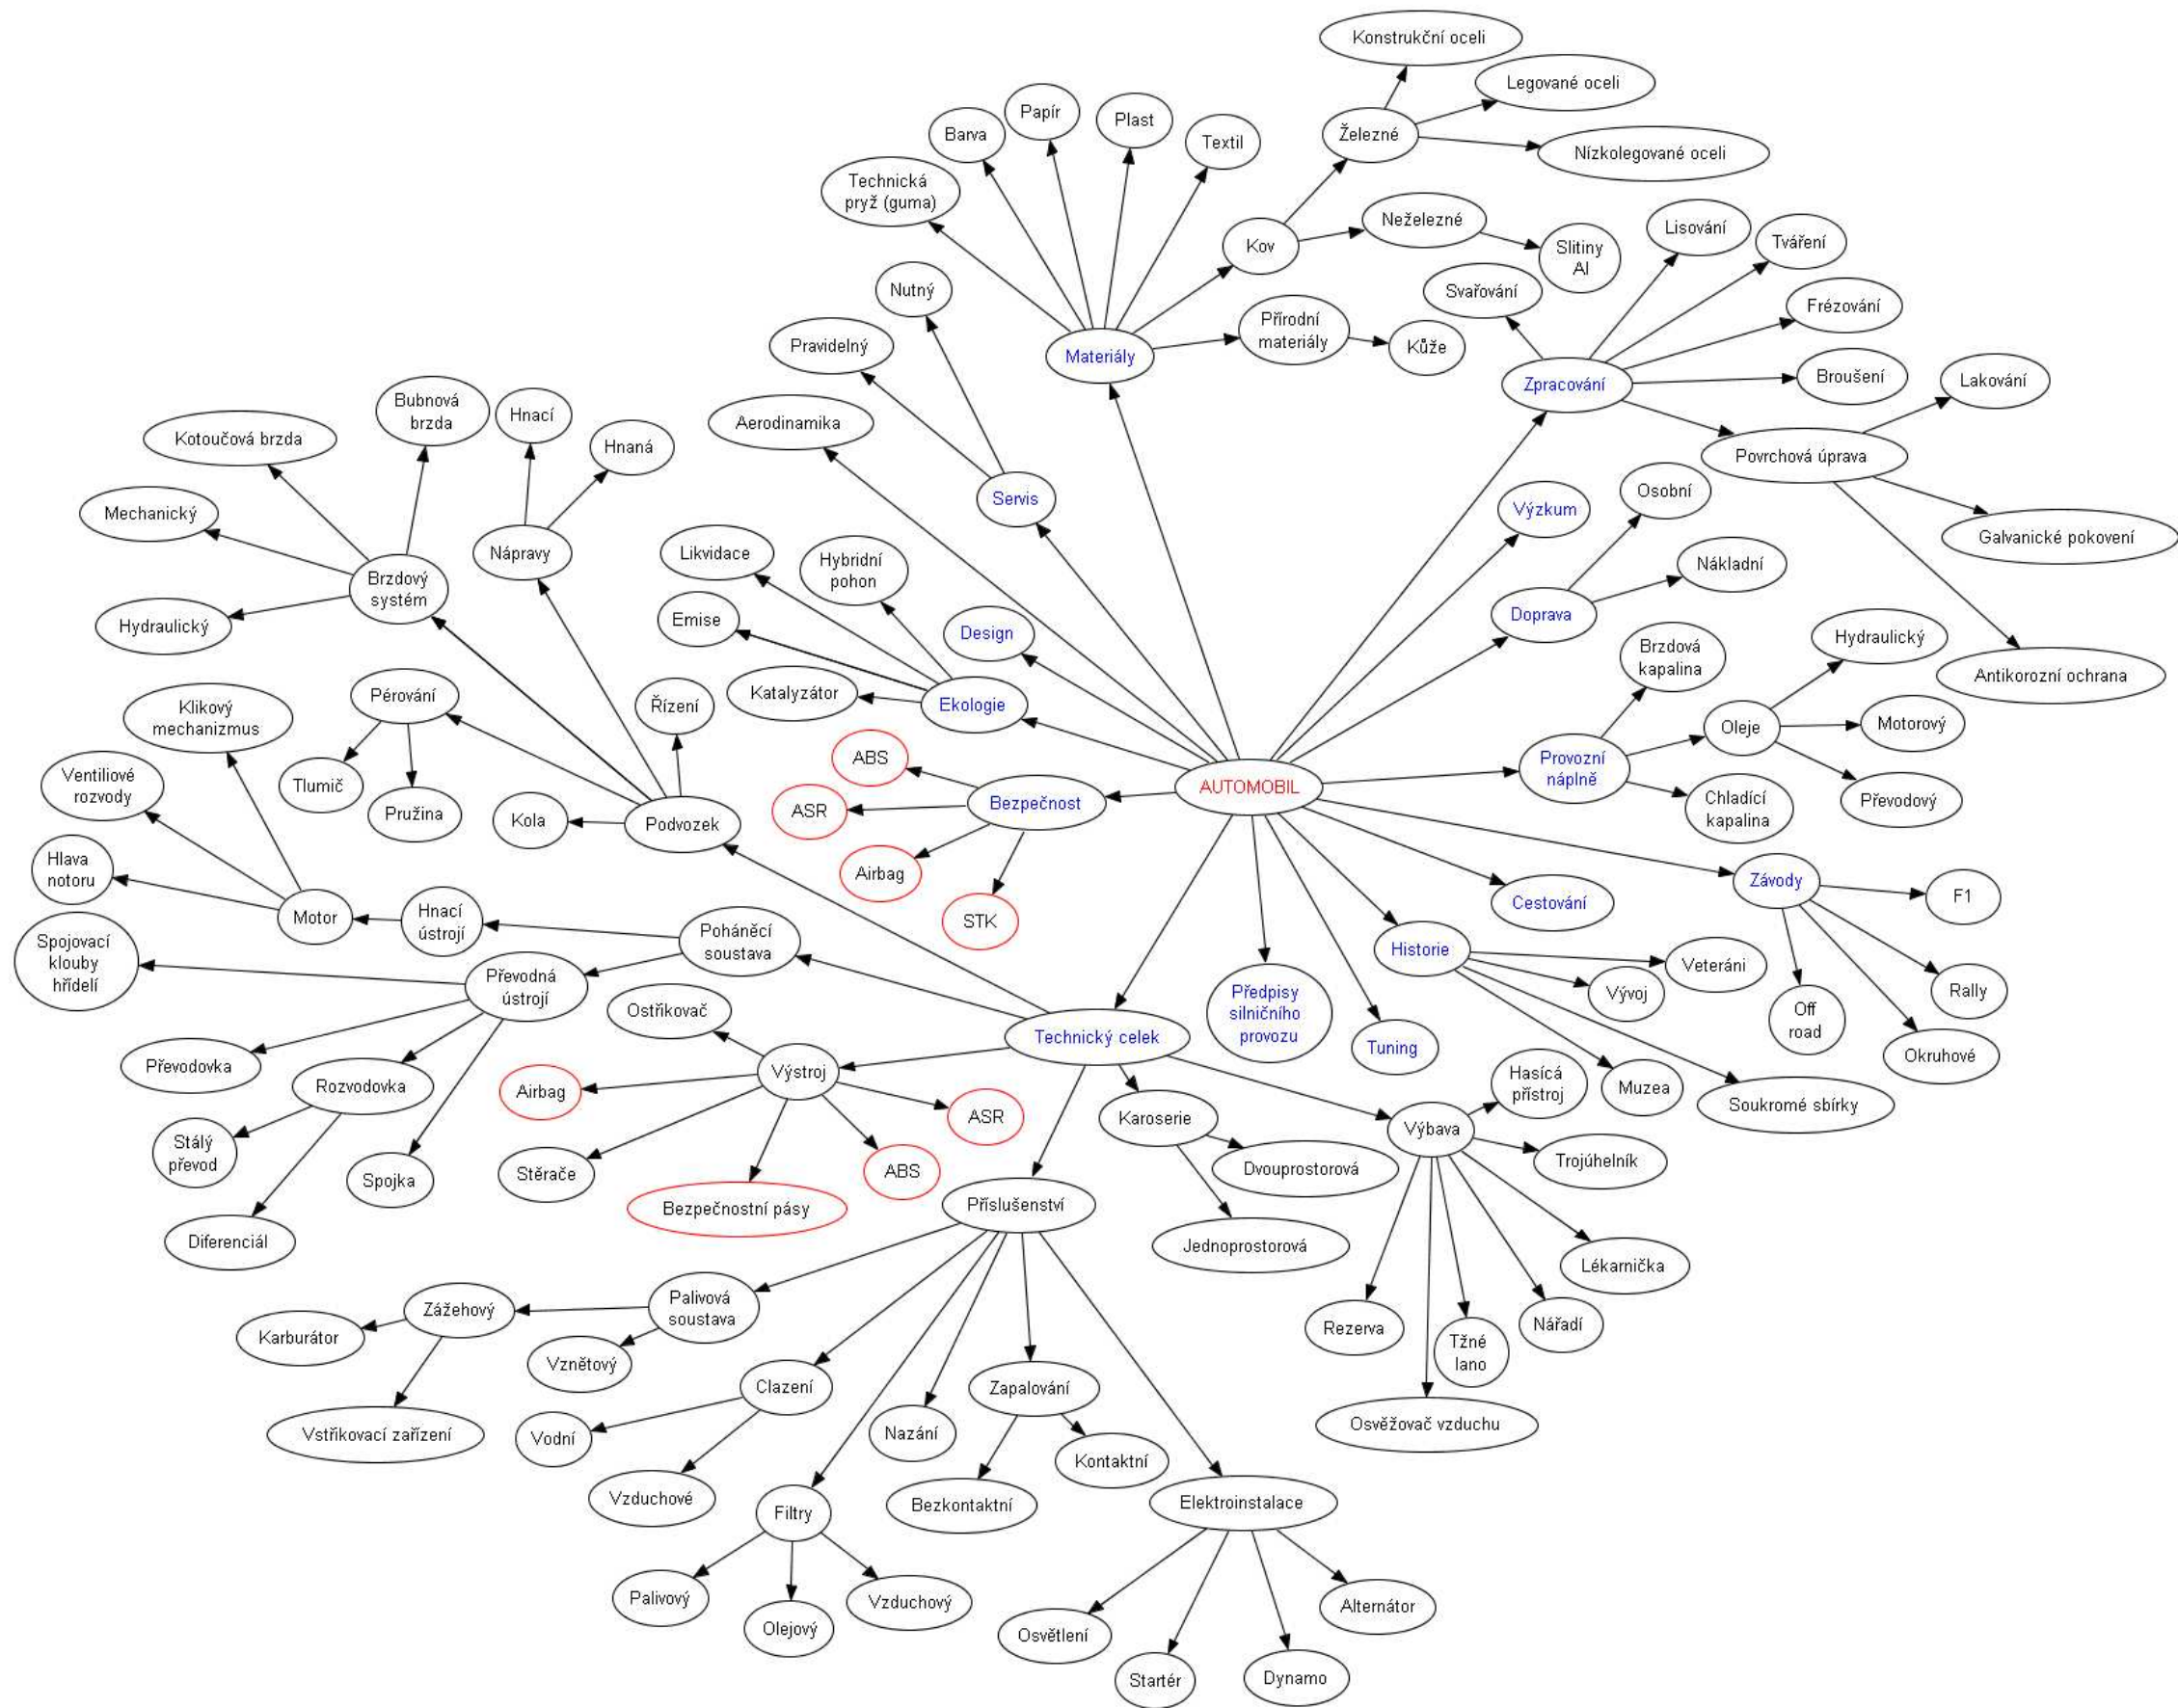 Konstrukční oceli
Legované oceli
Papír
Plast
Barva
Železné
Textil
Nízkolegované oceli
Technická
pryž (guma)
Neželezné
Lisování
Kov
Tváření
Slitiny
Al
Nutný
Svařování
Frézování
Přírodní
materiály
Pravidelný
Kůže
Materiály
Broušení
Lakování
Zpracování
Bubnová
brzda
Hnací
Aerodinamika
Kotoučová brzda
Hnaná
Povrchová úprava
Osobní
Servis
Výzkum
Mechanický
Galvanické pokovení
Nápravy
Likvidace
Hybridní
pohon
Nákladní
Brzdový
systém
Doprava
Emise
Hydraulický
Design
Hydraulický
Brzdová
kapalina
Antikorozní ochrana
Pérování
Katalyzátor
Ekologie
Řízení
Klikový
mechanizmus
Motorový
Oleje
ABS
Provozní
náplně
Ventiliové
rozvody
Tlumič
AUTOMOBIL
Převodový
Bezpečnost
ASR
Chladící
kapalina
Pružina
Kola
Podvozek
Hlava
notoru
Airbag
Závody
F1
Cestování
Motor
Hnací
ústrojí
STK
Poháněcí
soustava
Historie
Spojovací
klouby
hřídelí
Veteráni
Převodná
ústrojí
Vývoj
Rally
Předpisy
silničního
provozu
Ostřikovač
Off
road
Technický celek
Tuning
Okruhové
Převodovka
Výstroj
Rozvodovka
Hasící
přístroj
Muzea
Airbag
Soukromé sbírky
ASR
Karoserie
Výbava
Stálý
převod
Trojúhelník
Dvouprostorová
Stěrače
ABS
Spojka
Bezpečnostní pásy
Příslušenství
Diferenciál
Jednoprostorová
Lékarnička
Palivová
soustava
Zážehový
Nářadí
Rezerva
Karburátor
Tžné
lano
Vznětový
Clazení
Zapalování
Osvěžovač vzduchu
Vstřikovací zařízení
Vodní
Nazání
Kontaktní
Vzduchové
Bezkontaktní
Elektroinstalace
Filtry
Palivový
Vzduchový
Alternátor
Olejový
Osvětlení
Startér
Dynamo